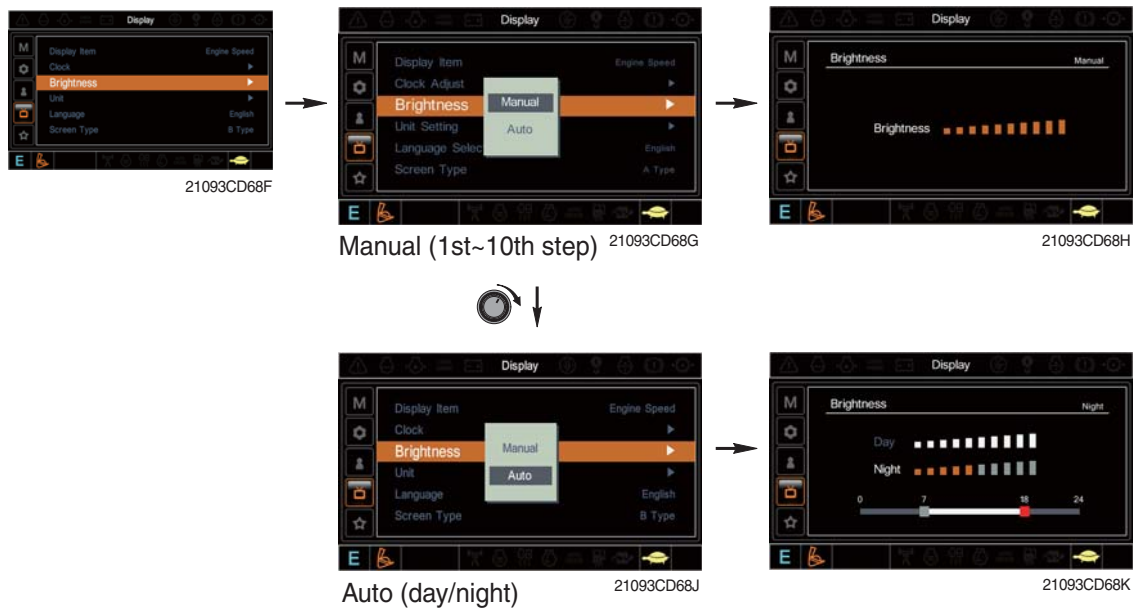 Display
M
Display Item Engine Speed
Clock
Brightness
Unit
Language English
Screen Type B Type
E
21093CD68F
Display
M
Display Item Engine Speed
Clock Adjust
Brightness
Manual
Auto
Unit Setting
Language Selec English
Screen Type A Type
E
Manual (1st~10th step) 21093CD68G
Display
M
Brightness Manual
Brightness
E
21093CD68H
Display
M
Display Item Engine Speed
Clock
Brightness
Manual
Auto
Unit
Language English
Screen Type B Type
E
Auto (day/night) 21093CD68J
Display
M
Brightness Night
Day
Night
0 7 18 24
E
21093CD68K